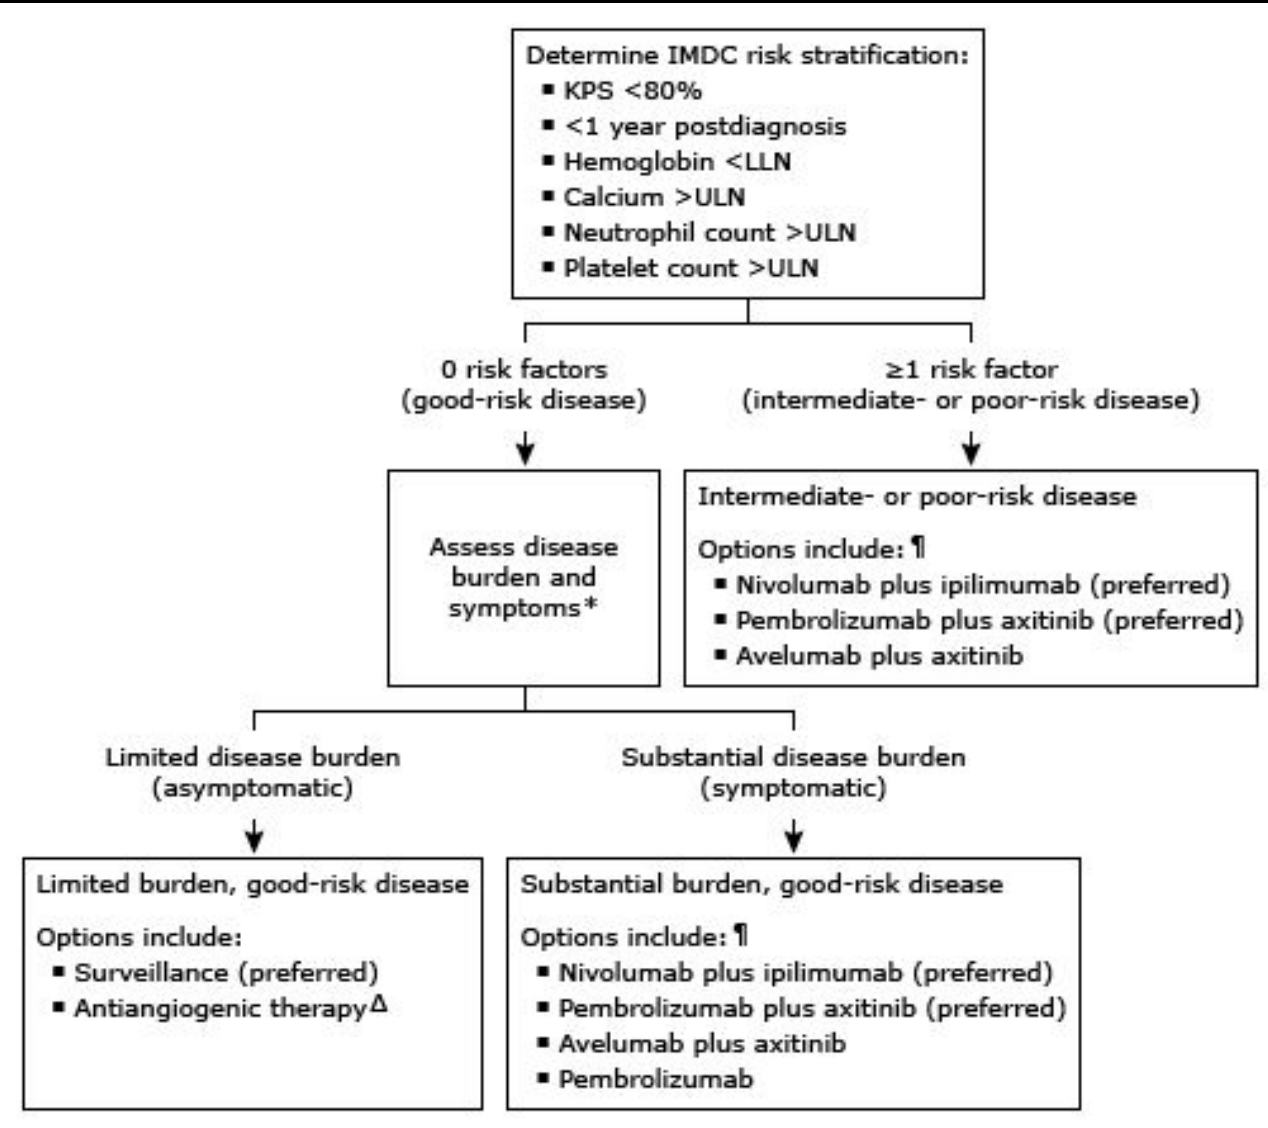 Determine IMDC risk stratification:
▪ KPS <80%
▪ <1 year postdiagnosis
▪ Hemoglobin <LLN
▪ Calcium >ULN
▪ Neutrophil count >ULN
▪ Platelet count >ULN
0 risk factors
(good-risk disease)
≥1 risk factor
(intermediate- or poor-risk disease)
Assess disease
burden and
symptoms*
Intermediate- or poor-risk disease
Options include: ¶
▪ Nivolumab plus ipilimumab (preferred)
▪ Pembrolizumab plus axitinib (preferred)
▪ Avelumab plus axitinib
Limited disease burden
(asymptomatic)
Substantial disease burden
(symptomatic)
Limited burden, good-risk disease
Options include:
▪ Surveillance (preferred)
▪ Antiangiogenic therapyΔ
Substantial burden, good-risk disease
Options include: ¶
▪ Nivolumab plus ipilimumab (preferred)
▪ Pembrolizumab plus axitinib (preferred)
▪ Avelumab plus axitinib
▪ Pembrolizumab